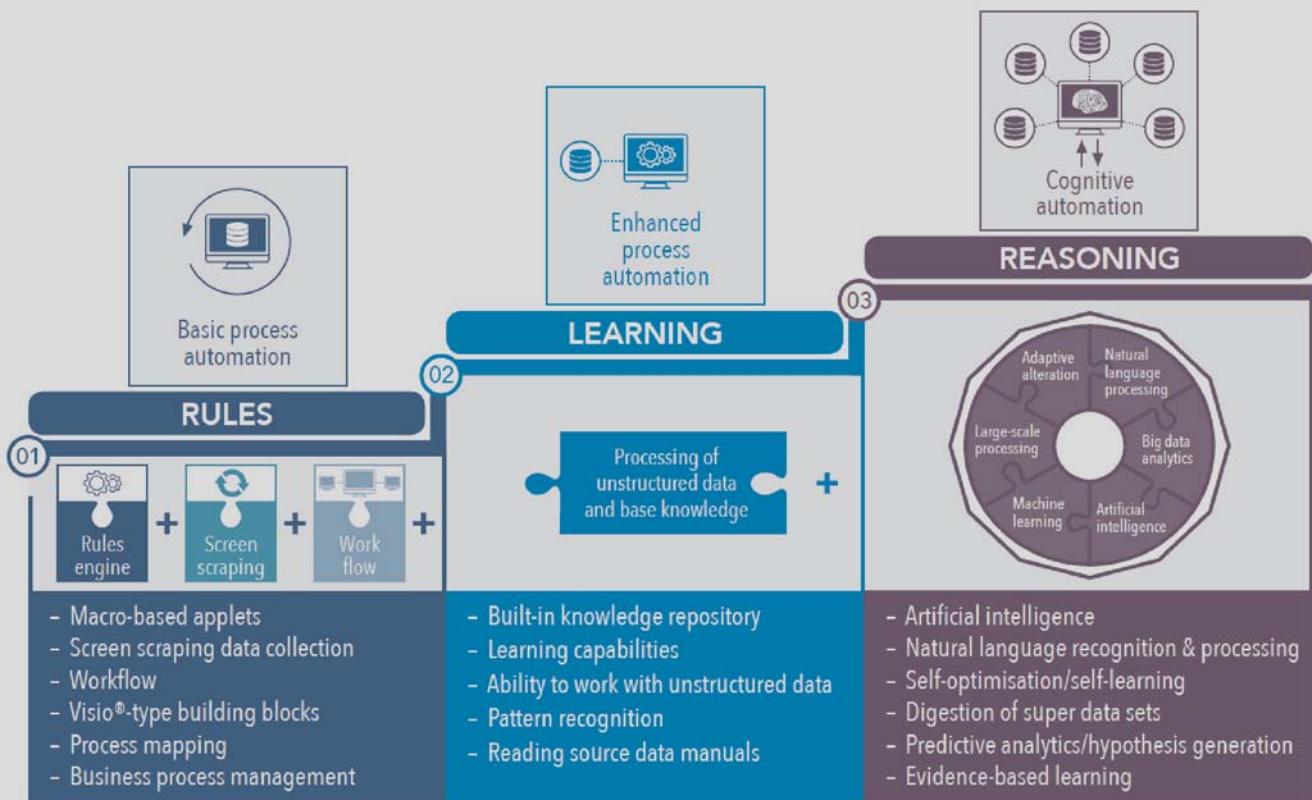 Basic process
automation
RULES
01
Rules
engine
+
Screen
scraping
+
Work
flow
+
– Macro-based applets
– Screen scraping data collection
– Workflow
– Visio®-type building blocks
– Process mapping
– Business process management
Enhanced
process
automation
LEARNING
02
Processing of
unstructured data
and base knowledge
+
– Built-in knowledge repository
– Learning capabilities
– Ability to work with unstructured data
– Pattern recognition
– Reading source data manuals
Cognitive
automation
REASONING
03
Adaptive
alteration
Natural
language
processing
Large-scale
processing
Big data
analytics
Machine
learning
Artificial
intelligence
– Artificial intelligence
– Natural language recognition & processing
– Self-optimisation/self-learning
– Digestion of super data sets
– Predictive analytics/hypothesis generation
– Evidence-based learning